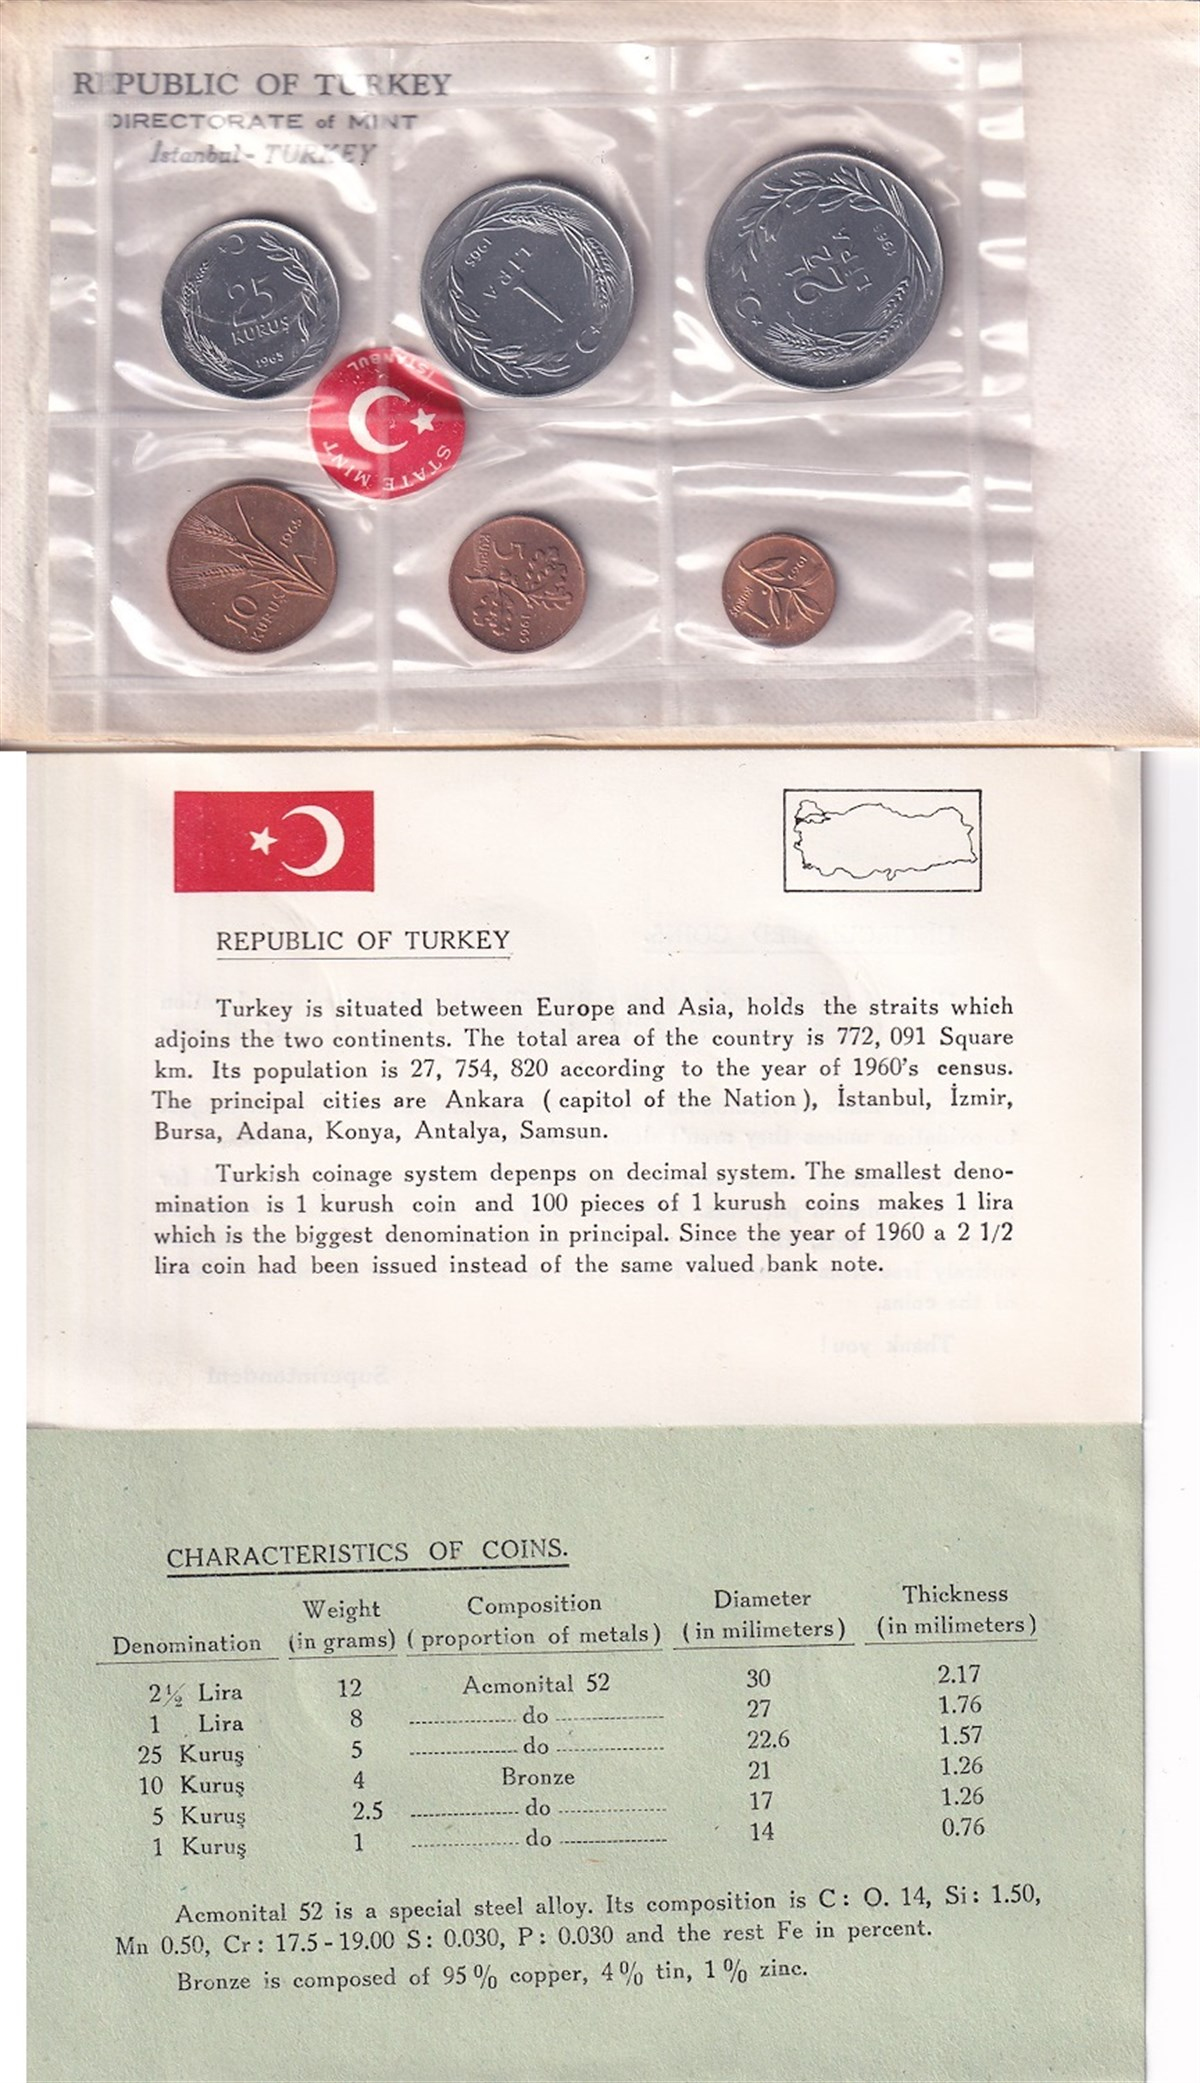 REPUBLIC OF TURKEY
DIRECTORATE of MINT
İstanbul - TURKEY
25
KURUŞ
1965
1965
LİRA
1
1965
2½
LİRA
İSTANBUL
STATE MINT
1965
10
KURUŞ
5
KURUŞ
1965
1965
1
KURUŞ
REPUBLIC OF TURKEY
Turkey is situated between Europe and Asia, holds the straits which
adjoins the two continents. The total area of the country is 772, 091 Square
km. Its population is 27, 754, 820 according to the year of 1960's census.
The principal cities are Ankara ( capitol of the Nation ), İstanbul, İzmir,
Bursa, Adana, Konya, Antalya, Samsun.
Turkish coinage system depenps on decimal system. The smallest deno-
mination is 1 kurush coin and 100 pieces of 1 kurush coins makes 1 lira
which is the biggest denomination in principal. Since the year of 1960 a 2 1/2
lira coin had been issued instead of the same valued bank note.
Thank you!
Superintendent
CHARACTERISTICS OF COINS.
Denomination Weight (in grams) Composition ( proportion of metals ) Diameter ( in milimeters ) Thickness (in milimeters )
2½ Lira 12 Acmonital 52 30 2.17
1 Lira 8 do 27 1.76
25 Kuruş 5 do 22.6 1.57
10 Kuruş 4 Bronze 21 1.26
5 Kuruş 2.5 do 17 1.26
1 Kuruş 1 do 14 0.76
Acmonital 52 is a special steel alloy. Its composition is C : O. 14, Si : 1.50,
Mn 0.50, Cr : 17.5 - 19.00 S : 0.030, P : 0.030 and the rest Fe in percent.
Bronze is composed of 95 % copper, 4 % tin, 1 % zinc.